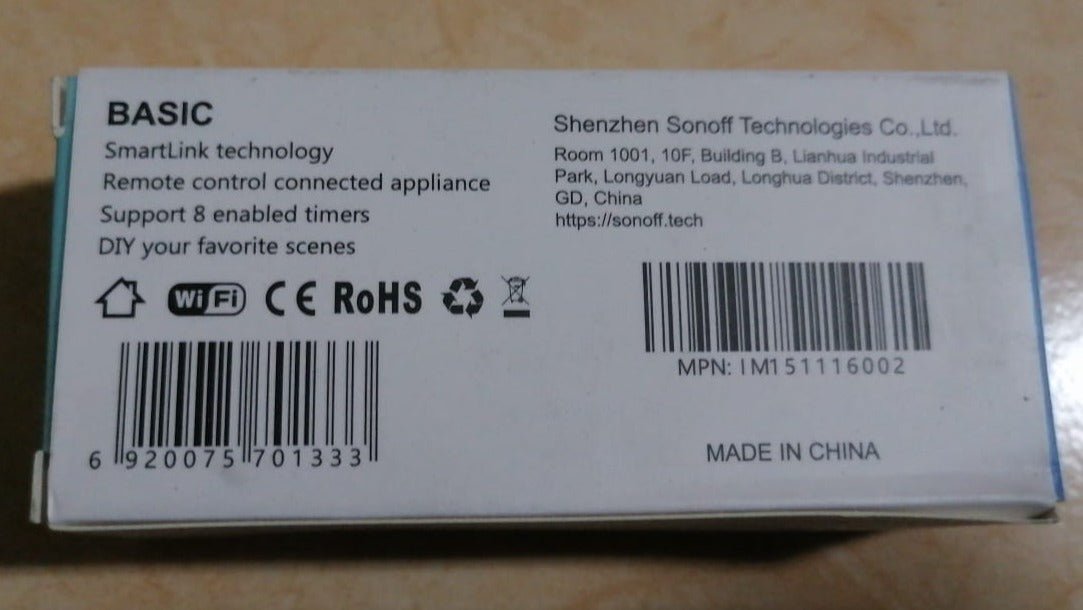 BASIC
SmartLink technology
Remote control connected appliance
Support 8 enabled timers
DIY your favorite scenes
WiFi CE RoHS
6 920075 701333
Shenzhen Sonoff Technologies Co.,Ltd.
Room 1001, 10F, Building B, Lianhua Industrial
Park, Longyuan Load, Longhua District, Shenzhen,
GD, China
https://sonoff.tech
MPN: IM151116002
MADE IN CHINA